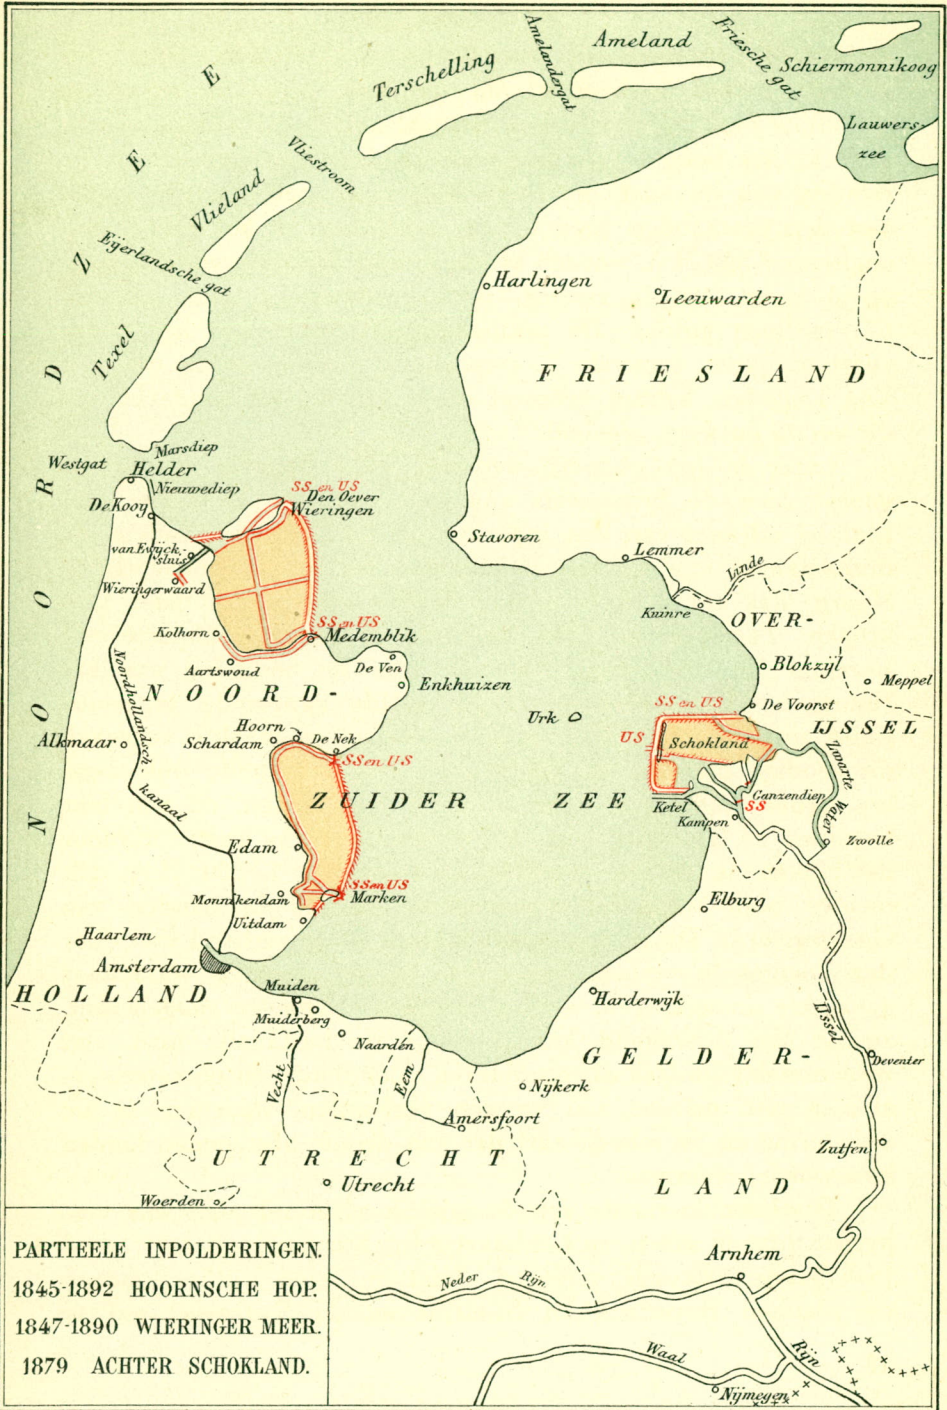 NOORDZEE
Terschelling
Amelandergat
Ameland
Friesche gat
Schiermonnikoog
Lauwers-
zee
Vliestroom
Vlieland
Eijerlandsche gat
Texel
Harlingen
Leeuwarden
FRIESLAND
Marsdiep
Westgat
Helder
Nieuwediep
De Kooy
SS en US
Den Oever
Wieringen
van Ewijck
sluis
Wieringerwaard
Stavoren
Lemmer
Linde
Kuinre
OVER-
IJSSEL
Kolhorn
SS en US
Medemblik
Aartswoud
De Ven
Enkhuizen
Blokzijl
Meppel
NOORD-
HOLLAND
Noordhollandsch-
kanaal
Urk
SS en US
De Voorst
US
Schokland
Hoorn
Schardam
De Nek
SS en US
Alkmaar
ZUIDER ZEE
Ketel
Ganzendiep
SS
Kampen
Zwarte
Water
Zwolle
Edam
SS en US
Monnikendam
Marken
Uitdam
Elburg
Haarlem
Amsterdam
Muiden
Muiderberg
Naarden
Harderwijk
IJssel
GELDER-
LAND
Deventer
Vecht
Eem
Nijkerk
Amersfoort
Zutfen
UTRECHT
Utrecht
Woerden
Arnhem
Neder Rijn
Waal
Rijn
Nijmegen
PARTIEELE INPOLDERINGEN.
1845-1892 HOORNSCHE HOP.
1847-1890 WIERINGER MEER.
1879 ACHTER SCHOKLAND.